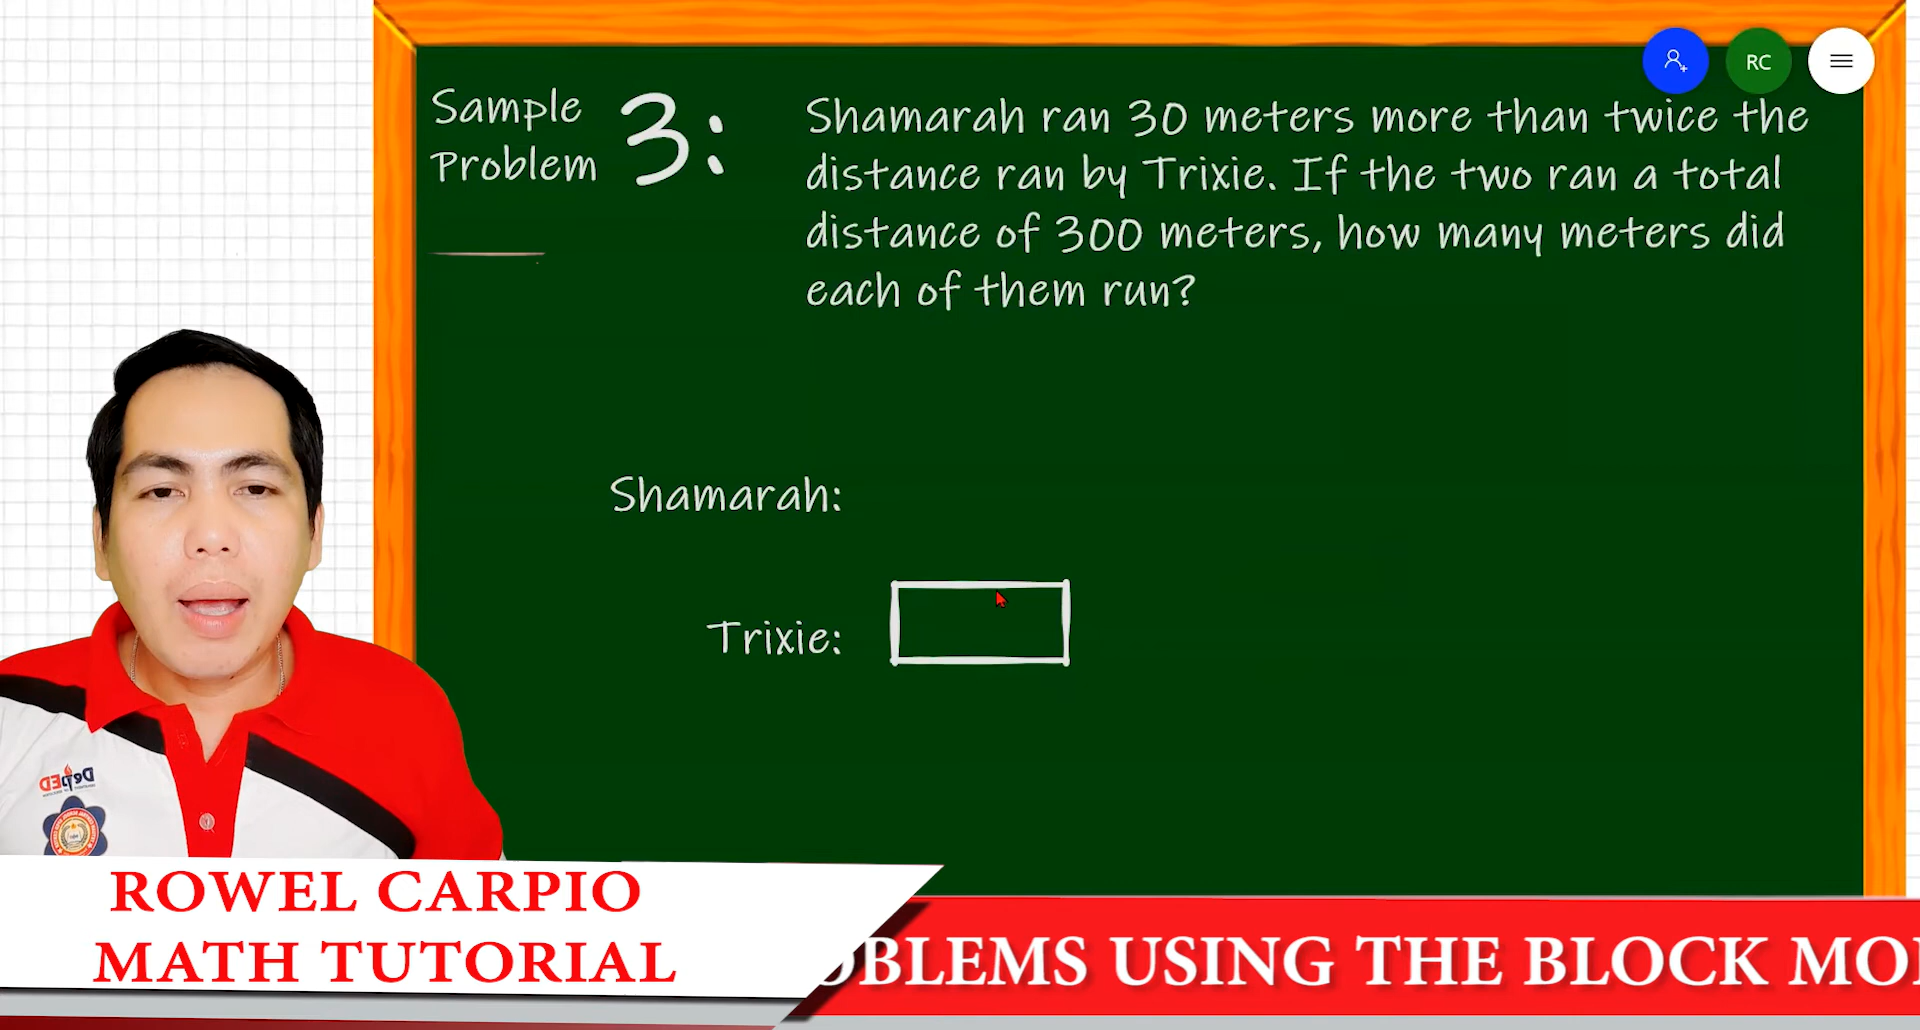 Sample
Problem
3:
Shamarah ran 30 meters more than twice the
distance ran by Trixie. If the two ran a total
distance of 300 meters, how many meters did
each of them run?
RC
Shamarah:
Trixie:
DepED
ROWEL CARPIO
MATH TUTORIAL
OBLEMS USING THE BLOCK MO